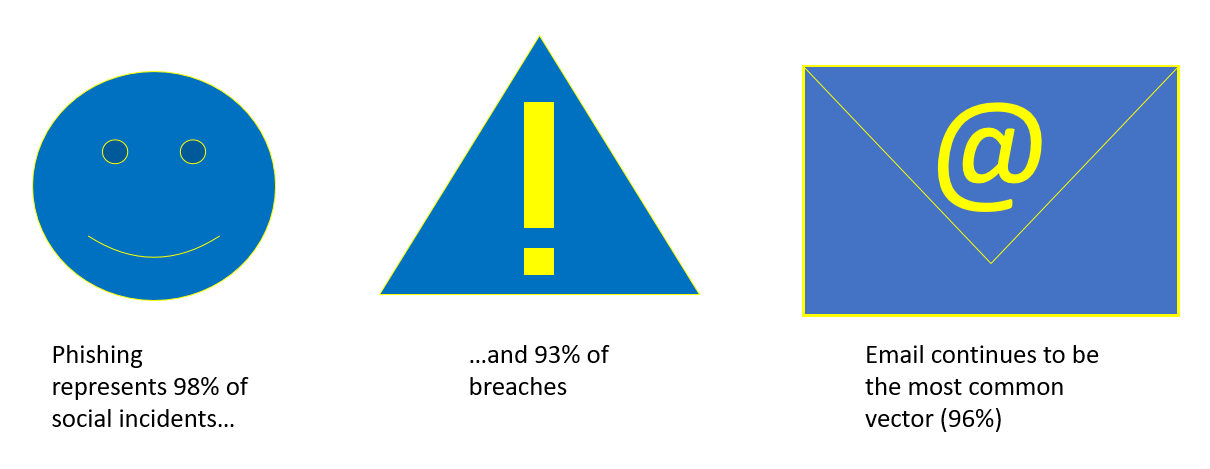 !
@
Phishing
represents 98% of
social incidents...
...and 93% of
breaches
Email continues to be
the most common
vector (96%)